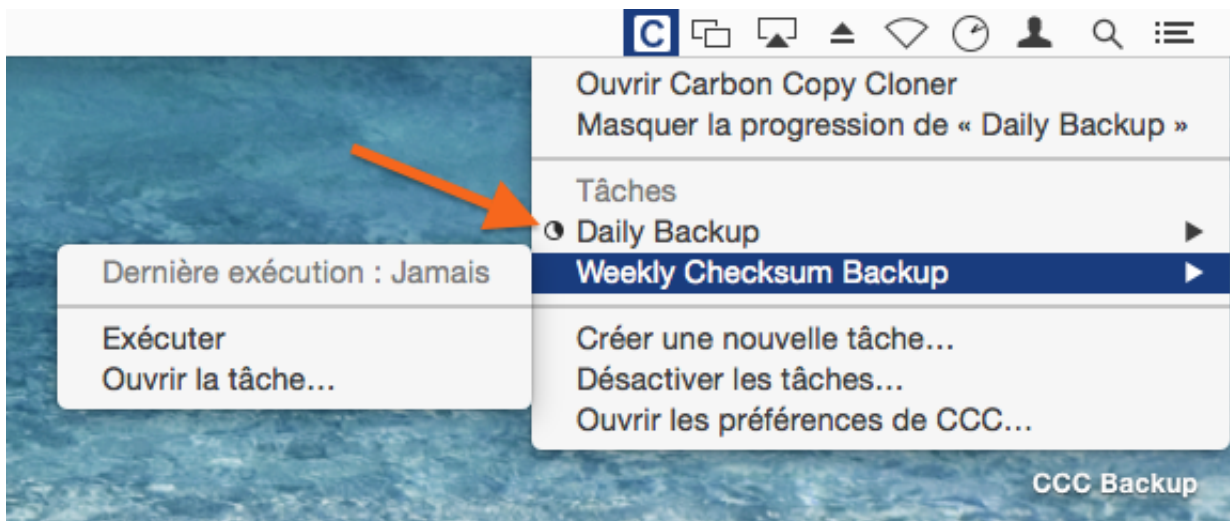 C
Ouvrir Carbon Copy Cloner
Masquer la progression de « Daily Backup »
Tâches
Daily Backup
Weekly Checksum Backup
Dernière exécution : Jamais
Exécuter
Ouvrir la tâche…
Créer une nouvelle tâche…
Désactiver les tâches…
Ouvrir les préférences de CCC…
CCC Backup